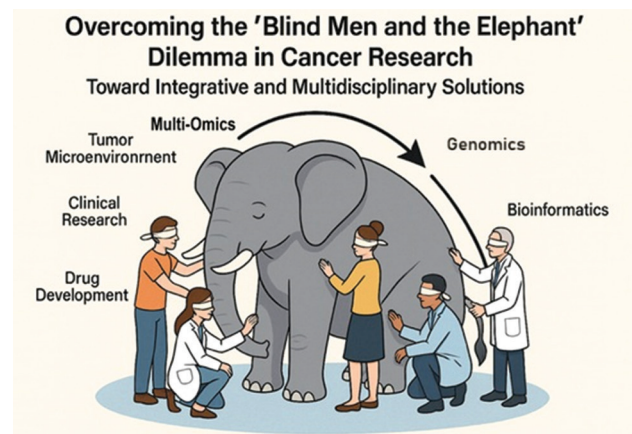 Overcoming the 'Blind Men and the Elephant'
Dilemma in Cancer Research
Toward Integrative and Multidisciplinary Solutions
Multi-Omics
Tumor
Microenvironrnent
Genomics
Clinical
Research
Bioinformatics
Drug
Development